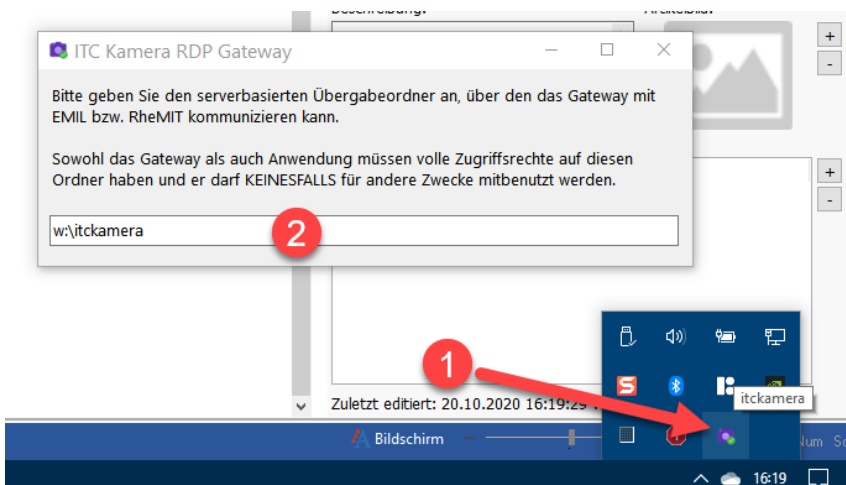 ITC Kamera RDP Gateway
Bitte geben Sie den serverbasierten Übergabeordner an, über den das Gateway mit
EMIL bzw. RheMIT kommunizieren kann.
Sowohl das Gateway als auch Anwendung müssen volle Zugriffsrechte auf diesen
Ordner haben und er darf KEINESFALLS für andere Zwecke mitbenutzt werden.
w:\itckamera
2
+
-
+
-
1
itckamera
Zuletzt editiert: 20.10.2020 16:19:29
Bildschirm
Num
16:19